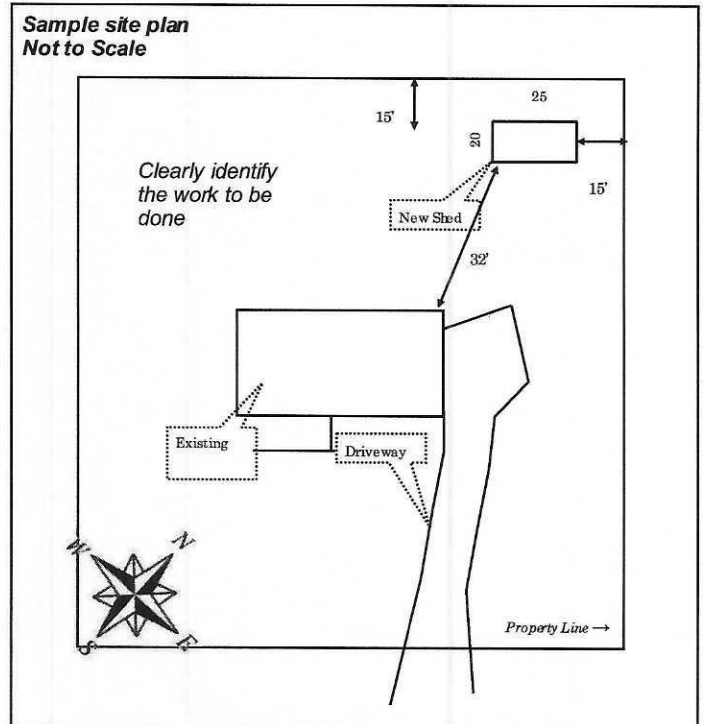 Sample site plan
Not to Scale
25
15'
20
Clearly identify
the work to be
done
15'
New Shed
32'
Existing
Driveway
W
N
S
E
Property Line →